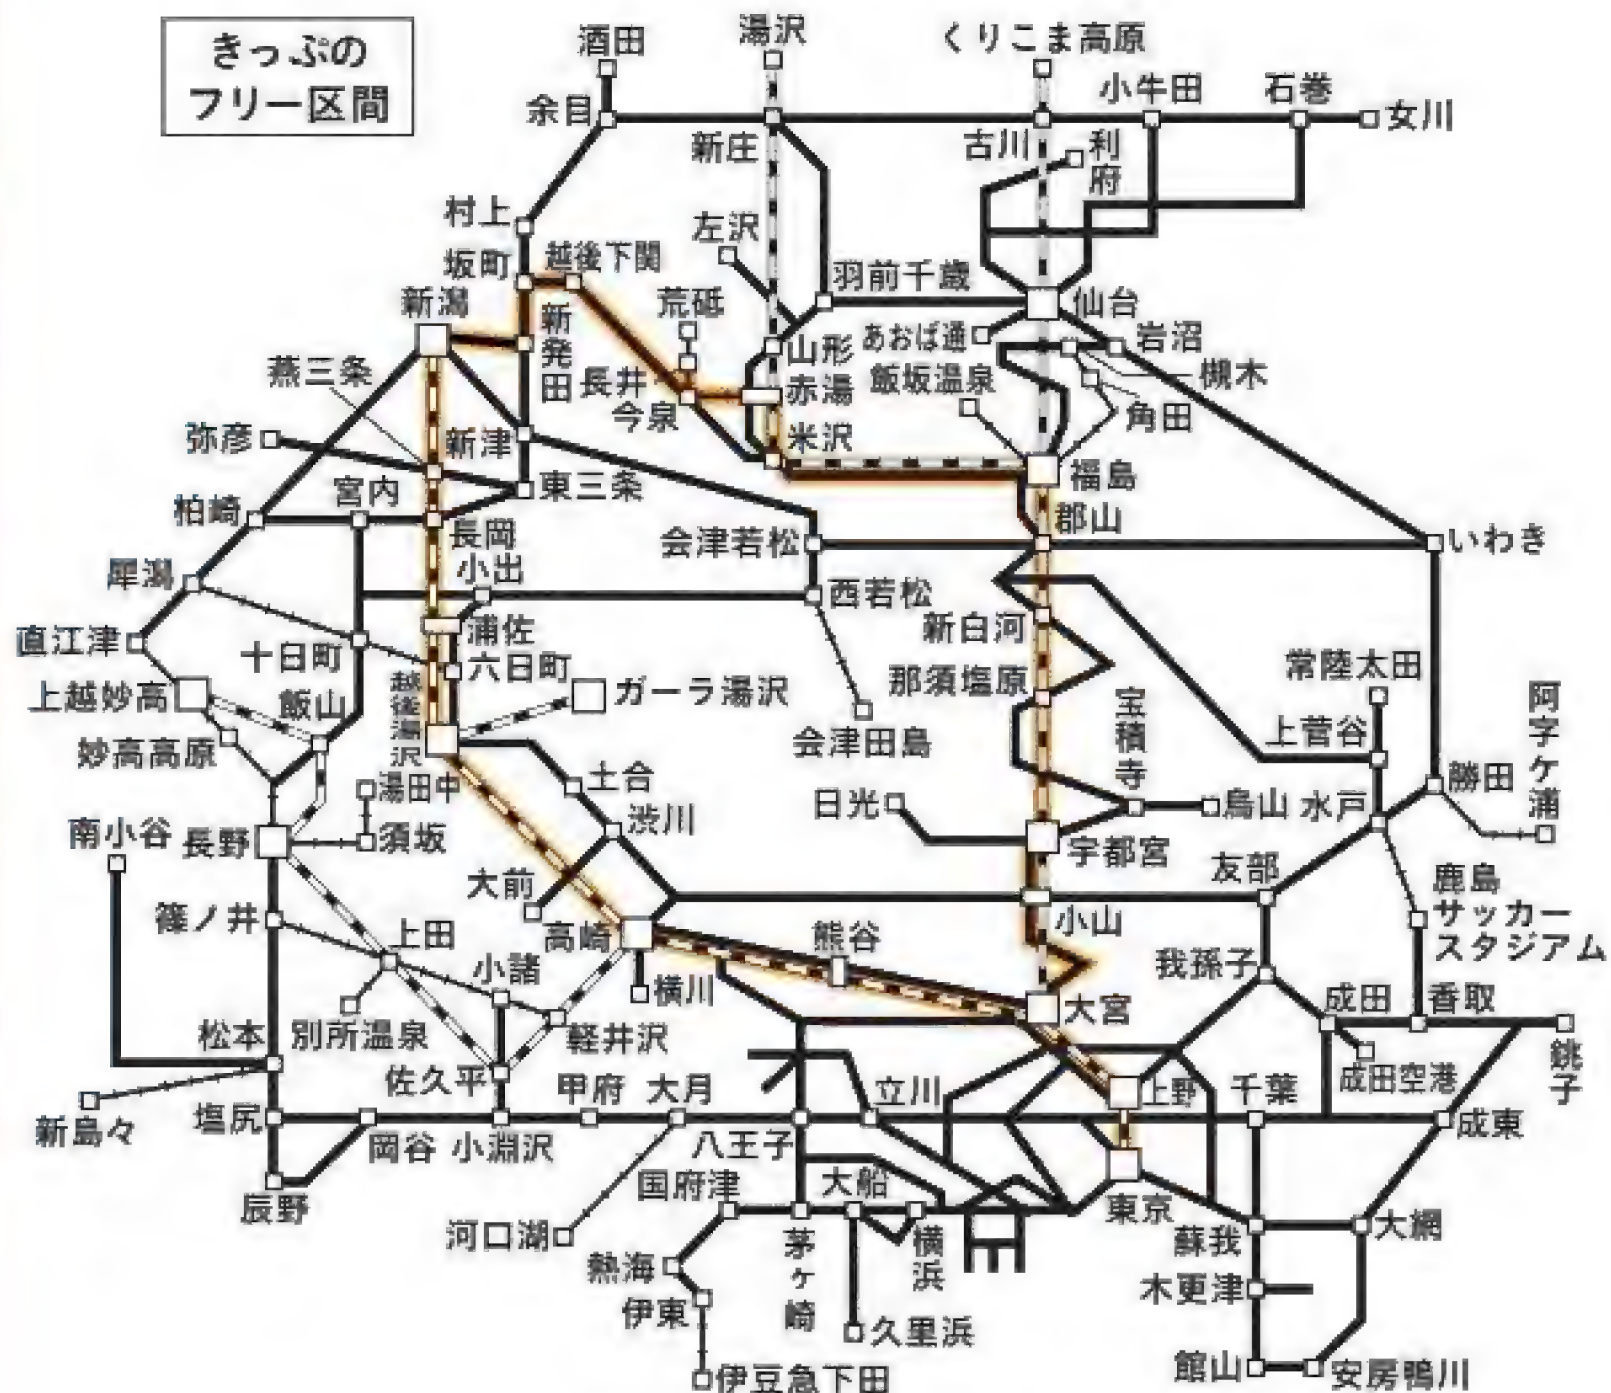 きっぷの
フリー区間
酒田
湯沢
くりこま高原
余目
小牛田
石巻
女川
新庄
古川
利府
村上
左沢
坂町
越後下関
羽前千歳
新潟
荒砥
仙台
新発田
山形
あおば通
岩沼
燕三条
長井
赤湯
飯坂温泉
槻木
今泉
角田
弥彦
新津
米沢
福島
宮内
東三条
柏崎
長岡
郡山
会津若松
いわき
犀潟
小出
西若松
直江津
浦佐
新白河
十日町
六日町
常陸太田
上越妙高
飯山
越後湯沢
ガーラ湯沢
那須塩原
宝積寺
阿字ケ浦
妙高高原
会津田島
上菅谷
湯田中
土合
日光
烏山
水戸
勝田
南小谷
長野
須坂
渋川
宇都宮
友部
大前
鹿島
サッカー
スタジアム
篠ノ井
上田
高崎
熊谷
小山
小諸
我孫子
横川
大宮
成田
香取
松本
別所温泉
軽井沢
銚子
佐久平
甲府
大月
立川
上野
千葉
成田空港
新島々
塩尻
岡谷
小淵沢
八王子
成東
国府津
大船
辰野
河口湖
東京
大網
熱海
茅ヶ崎
横浜
蘇我
伊東
木更津
久里浜
伊豆急下田
館山
安房鴨川